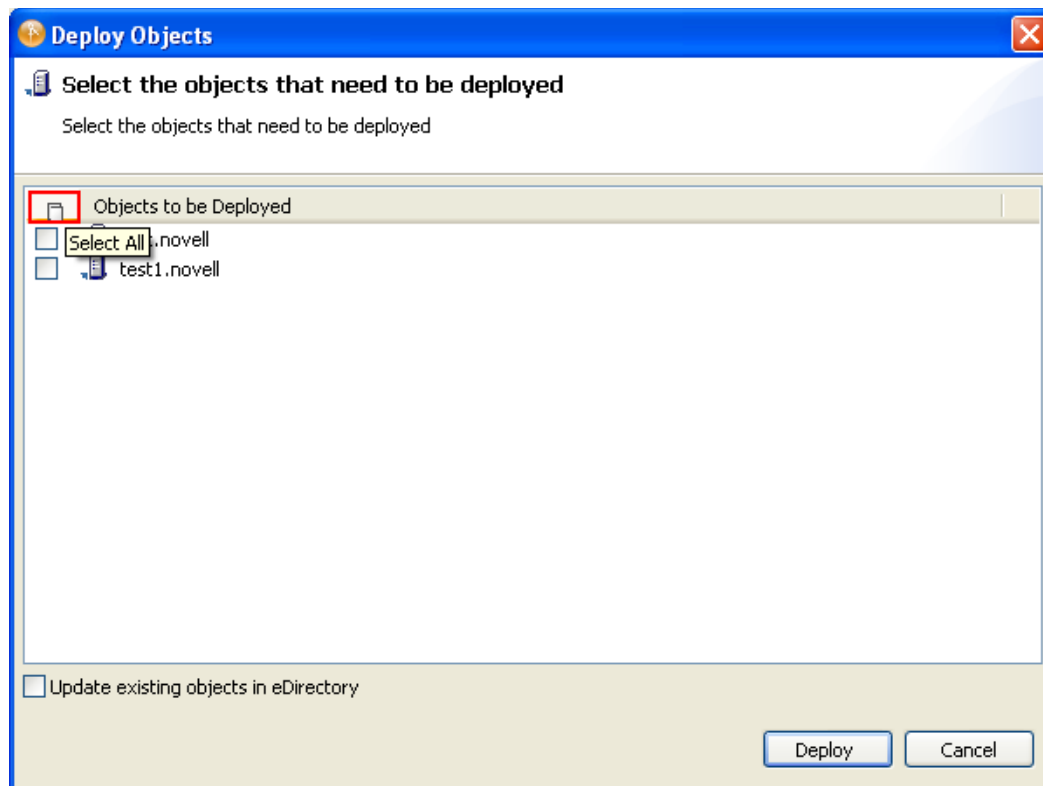 Deploy Objects
Select the objects that need to be deployed
Select the objects that need to be deployed
Objects to be Deployed
Select All .novell
test1.novell
Update existing objects in eDirectory
Deploy Cancel